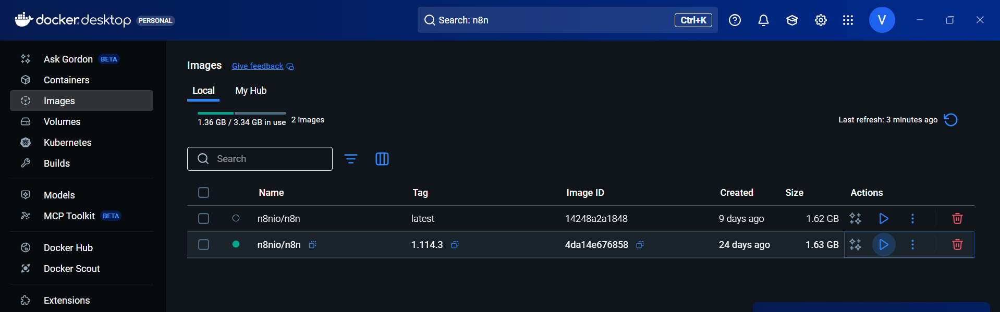 docker.desktop PERSONAL Search: n8n Ctrl+K V
Ask Gordon BETA
Containers
Images
Volumes
Kubernetes
Builds
Models
MCP Toolkit BETA
Docker Hub
Docker Scout
Extensions
Images Give feedback
Local My Hub
1.36 GB / 3.34 GB in use 2 images
Last refresh: 3 minutes ago
Search
Name Tag Image ID Created Size Actions
n8nio/n8n latest 14248a2a1848 9 days ago 1.62 GB
n8nio/n8n 1.114.3 4da14e676858 24 days ago 1.63 GB